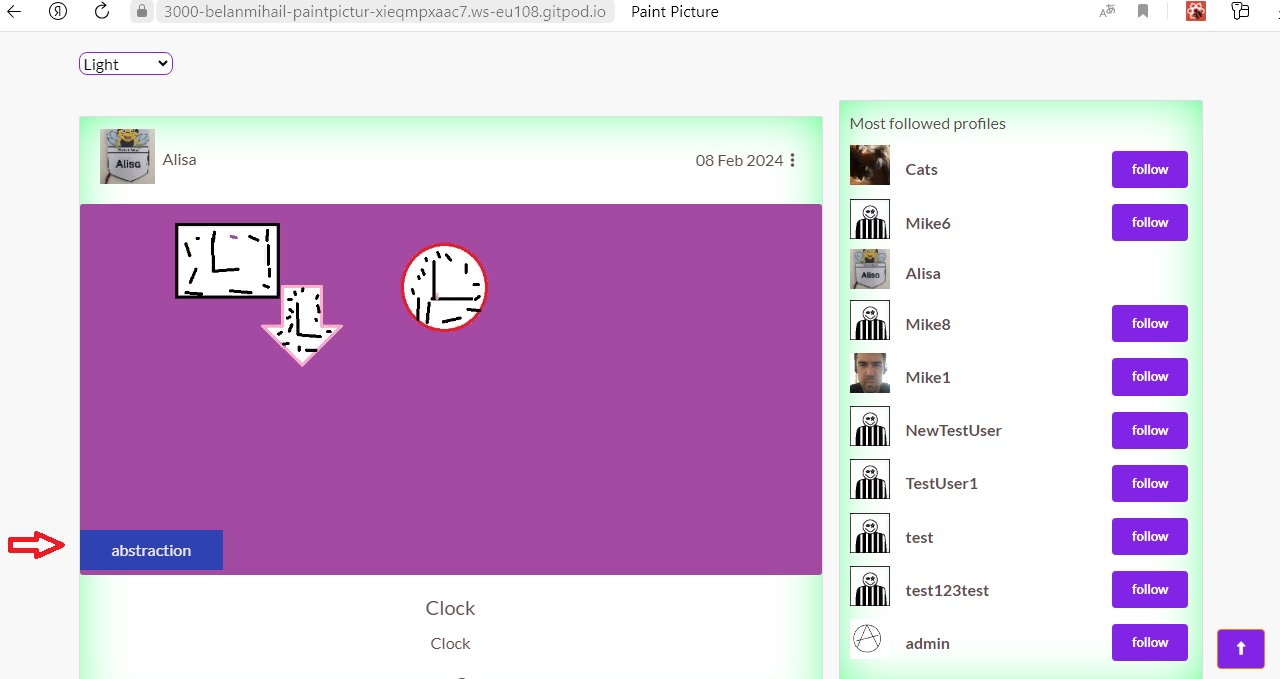 3000-belanmihail-paintpictur-xieqmpxaac7.ws-eu108.gitpod.io Paint Picture
Light
Alisa
Alisa
08 Feb 2024
abstraction
Clock
Clock
Most followed profiles
Cats
follow
Mike6
follow
Alisa
Alisa
Mike8
follow
Mike1
follow
NewTestUser
follow
TestUser1
follow
test
follow
test123test
follow
admin
follow